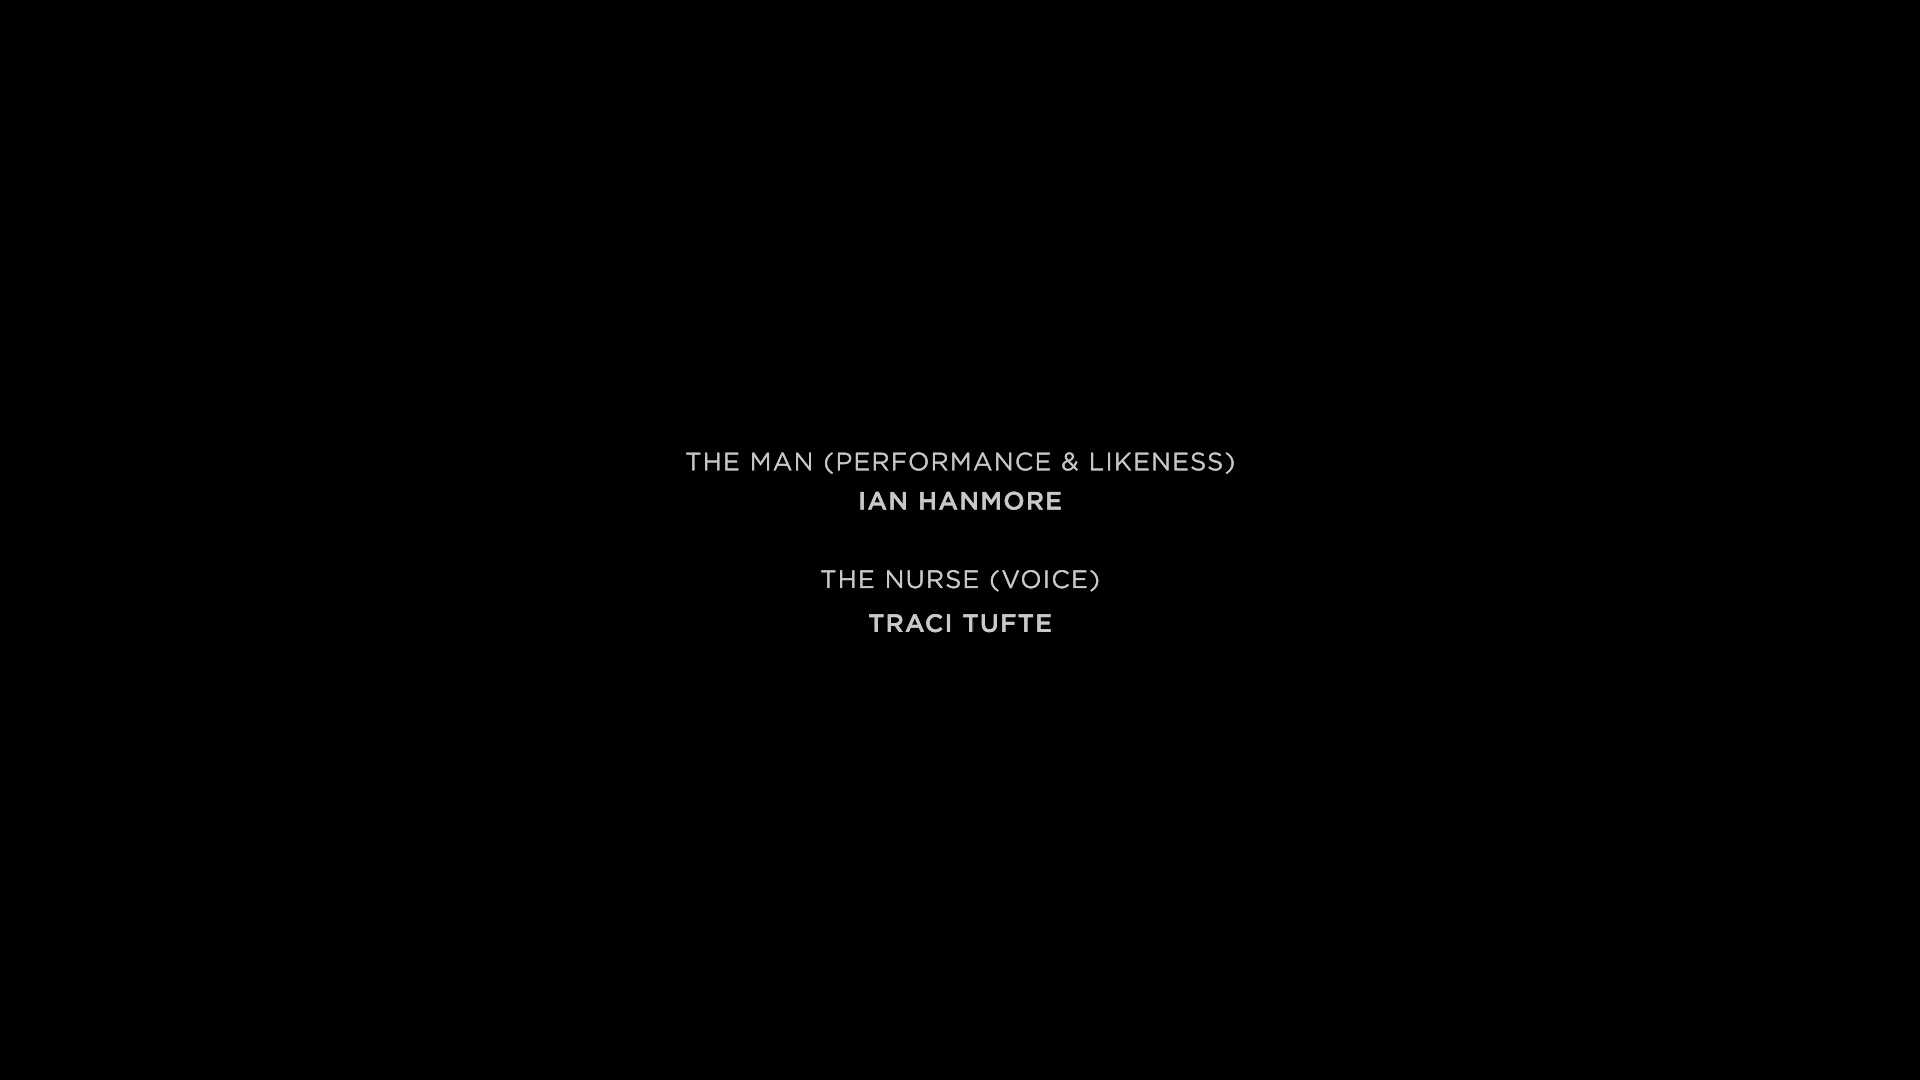 THE MAN (PERFORMANCE & LIKENESS)
IAN HANMORE
THE NURSE (VOICE)
TRACI TUFTE